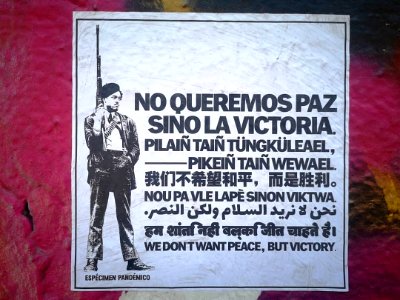 NO QUEREMOS PAZ
SINO LA VICTORIA.
PILAIÑ TAIÑ TÜNGKÜLEAEL,
—PIKEIÑ TAIÑ WEWAEL.
我们不希望和平，而是胜利。
NOU PA VLE LAPÈ SINON VIKTWA.
نحن لا نريد السلام ولكن النصر.
हम शांति नहीं बल्कि जीत चाहते हैं।
WE DON'T WANT PEACE, BUT VICTORY.
ESPÉCIMEN PANDÉMICO